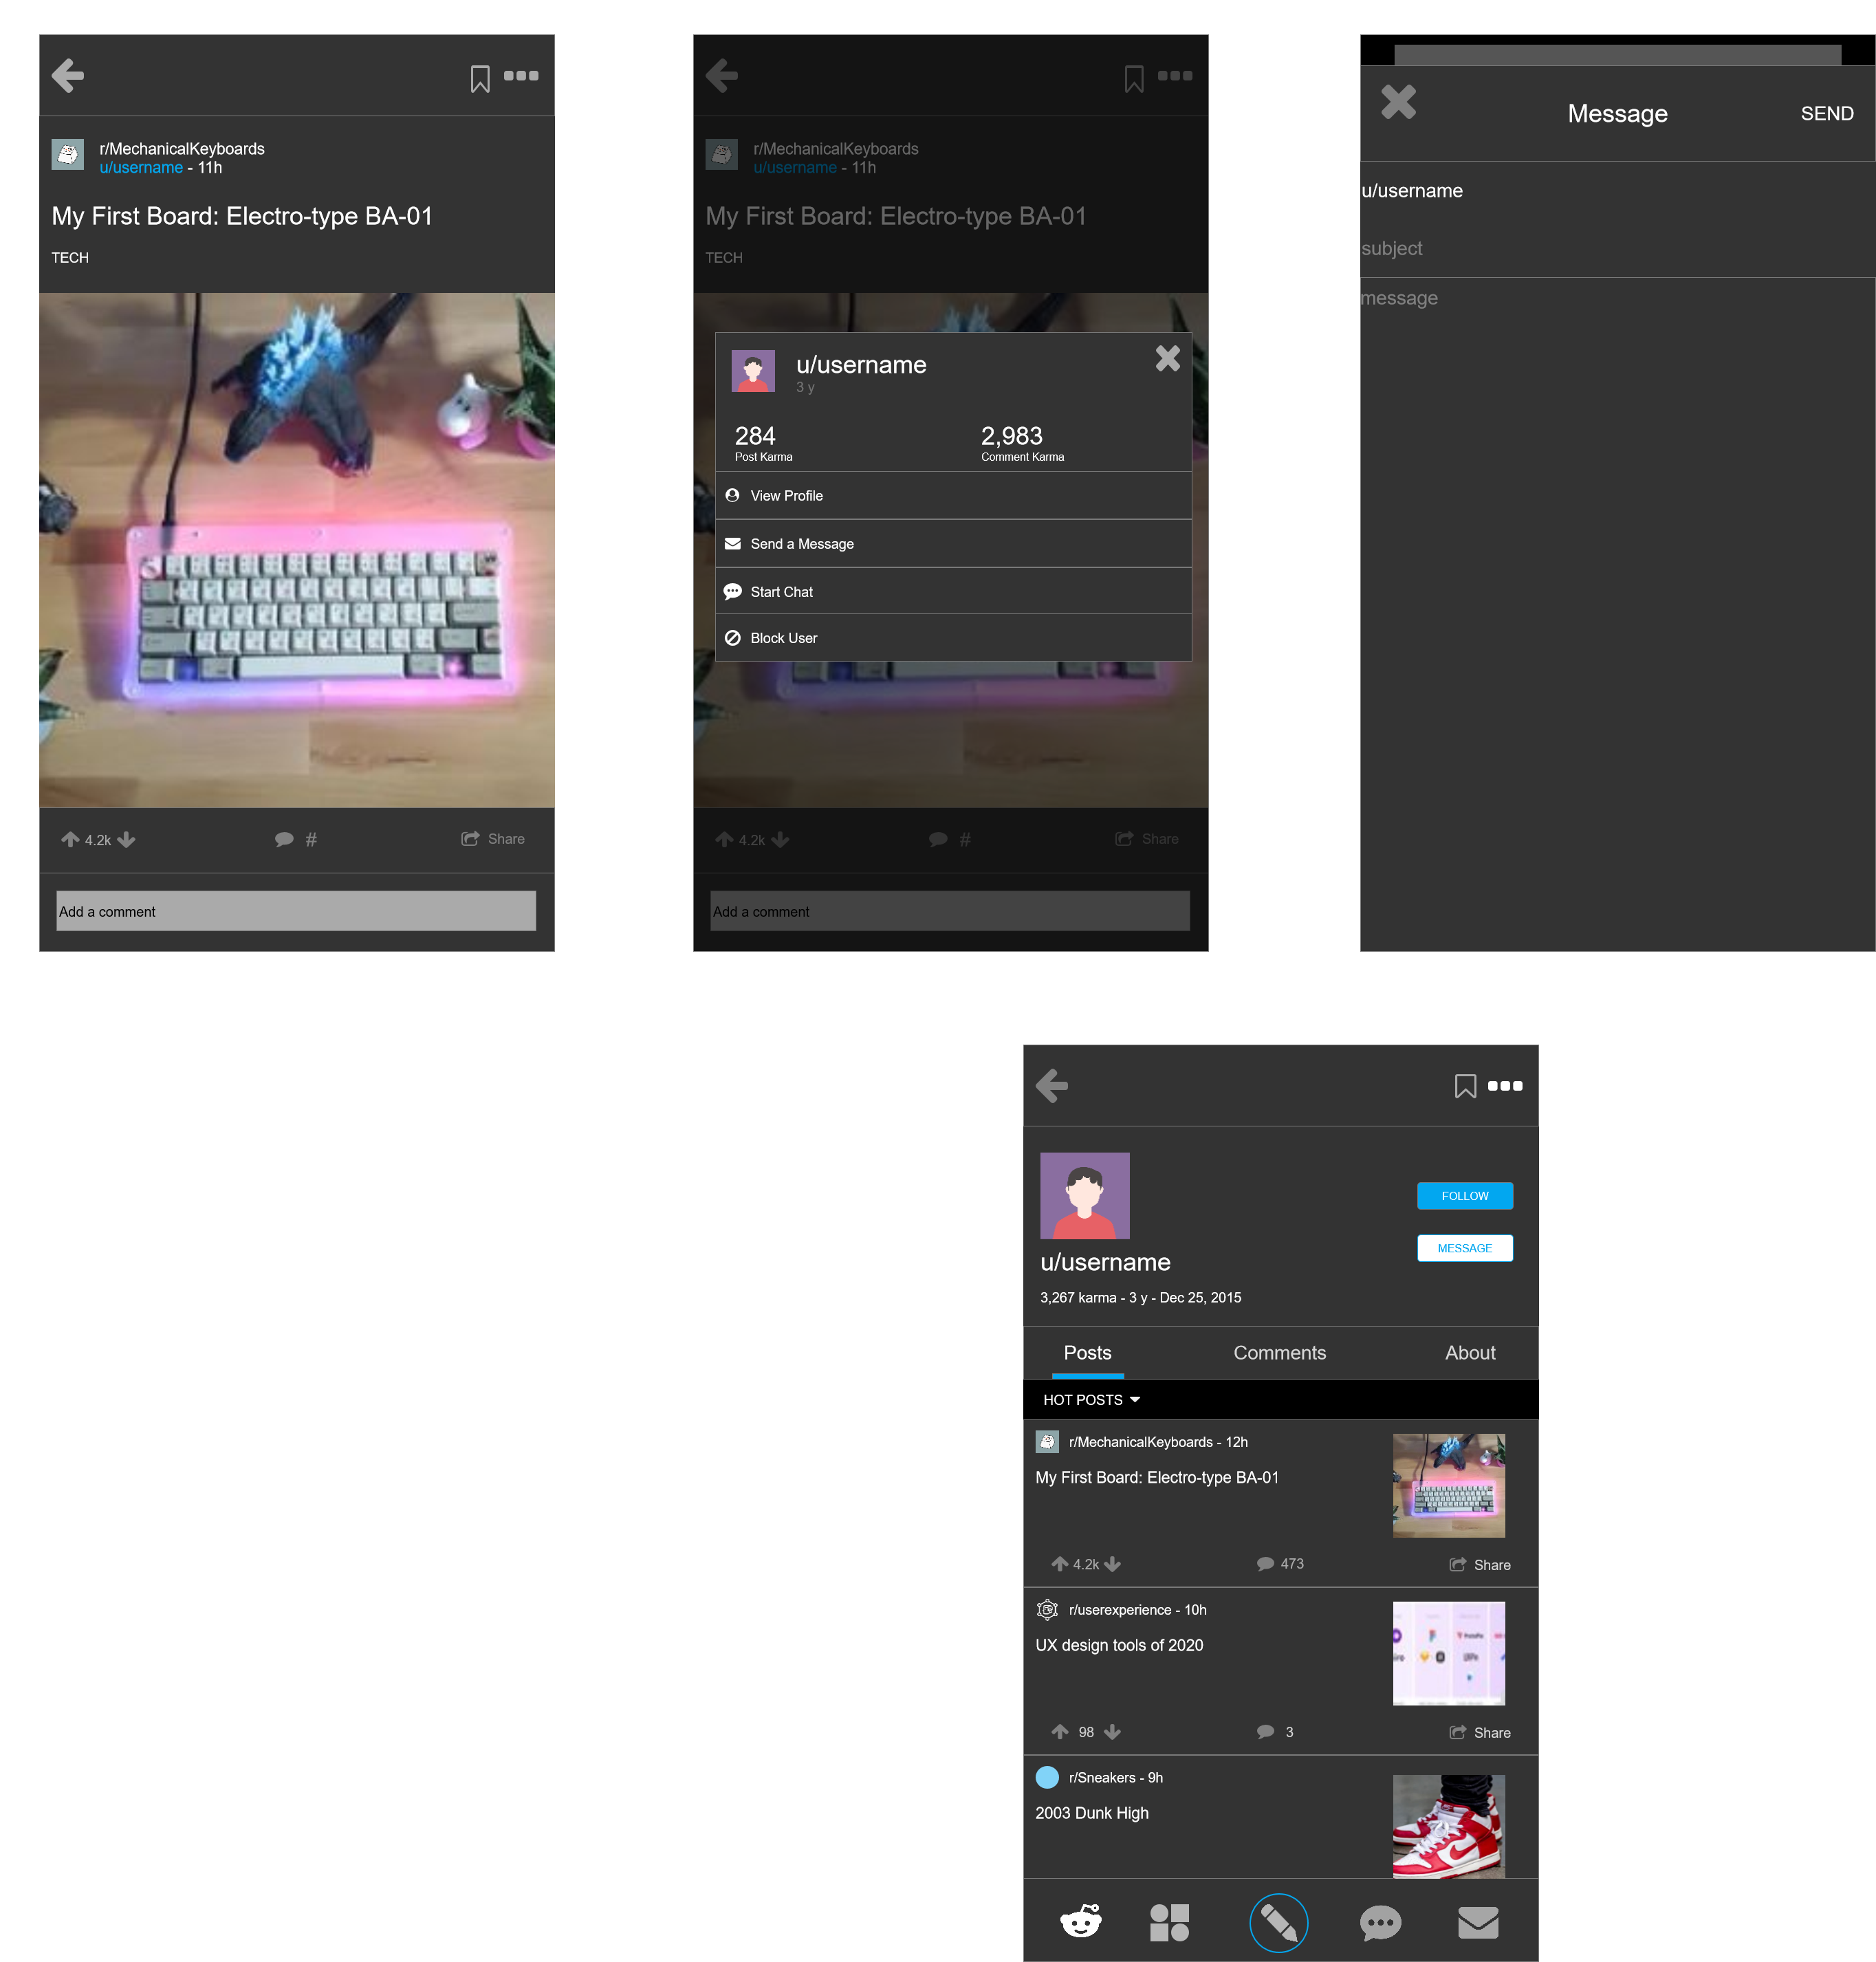 r/MechanicalKeyboards
u/username - 11h
My First Board: Electro-type BA-01
TECH
4.2k
#
Share
Add a comment
r/MechanicalKeyboards
u/username - 11h
My First Board: Electro-type BA-01
TECH
u/username
3 y
284
2,983
Post Karma
Comment Karma
View Profile
Send a Message
Start Chat
Block User
4.2k
#
Share
Add a comment
Message
SEND
u/username
subject
message
FOLLOW
MESSAGE
u/username
3,267 karma - 3 y - Dec 25, 2015
Posts
Comments
About
HOT POSTS
r/MechanicalKeyboards - 12h
My First Board: Electro-type BA-01
4.2k
473
Share
r/userexperience - 10h
UX design tools of 2020
98
3
Share
r/Sneakers - 9h
2003 Dunk High